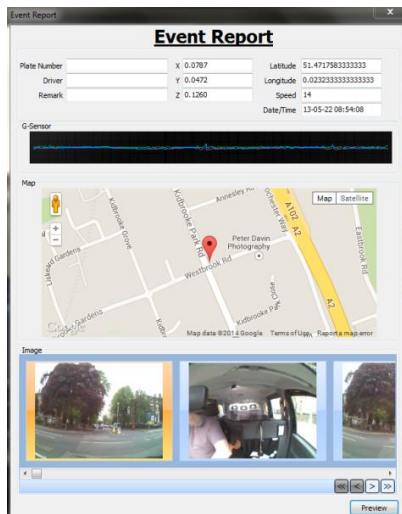 Event Report
X
Event Report
Plate Number
X 0.0787
Latitude 51.4717583333333
Driver
Y 0.0472
Longitude 0.0232333333333333
Remark
Z 0.1260
Speed 14
Date/Time 13-05-22 08:54:08
G-Sensor
Map
Map Satellite
Annesley
Kidbrooke Grove
Kidbrooke Park Rd
A102
A2
Peter Davin
Photography
Eastbrook Rd
Westbrook Rd
Liskeard Gardens
Gardens
A2
Kidbrooke
Google
Map data ©2014 Google Terms of Use Report a map error
Image
Preview